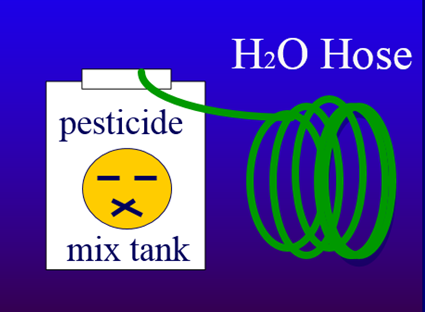 H₂O Hose
pesticide
mix tank